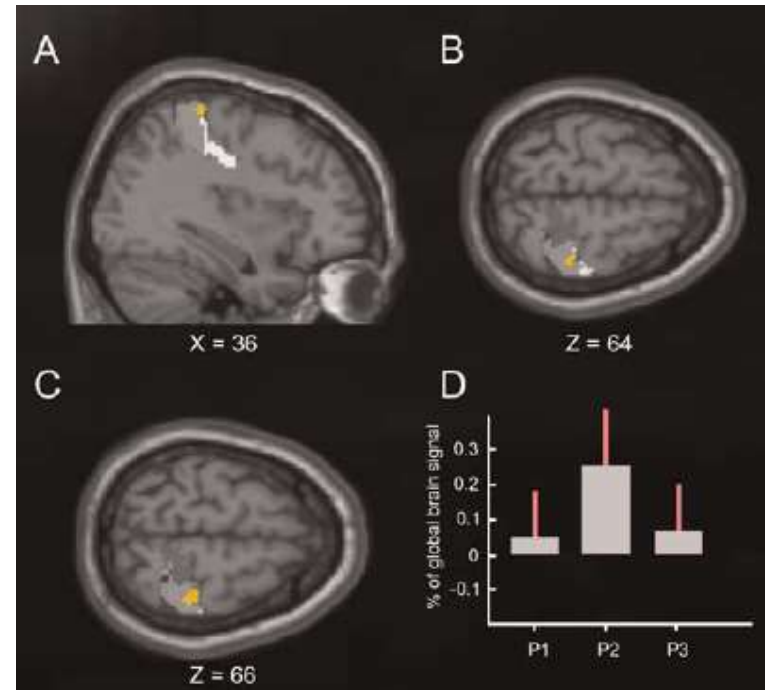 A
B
X = 36
Z = 64
C
D
% of global brain signal
0.3
0.2
0.1
0
-0.1
P1
P2
P3
Z = 66